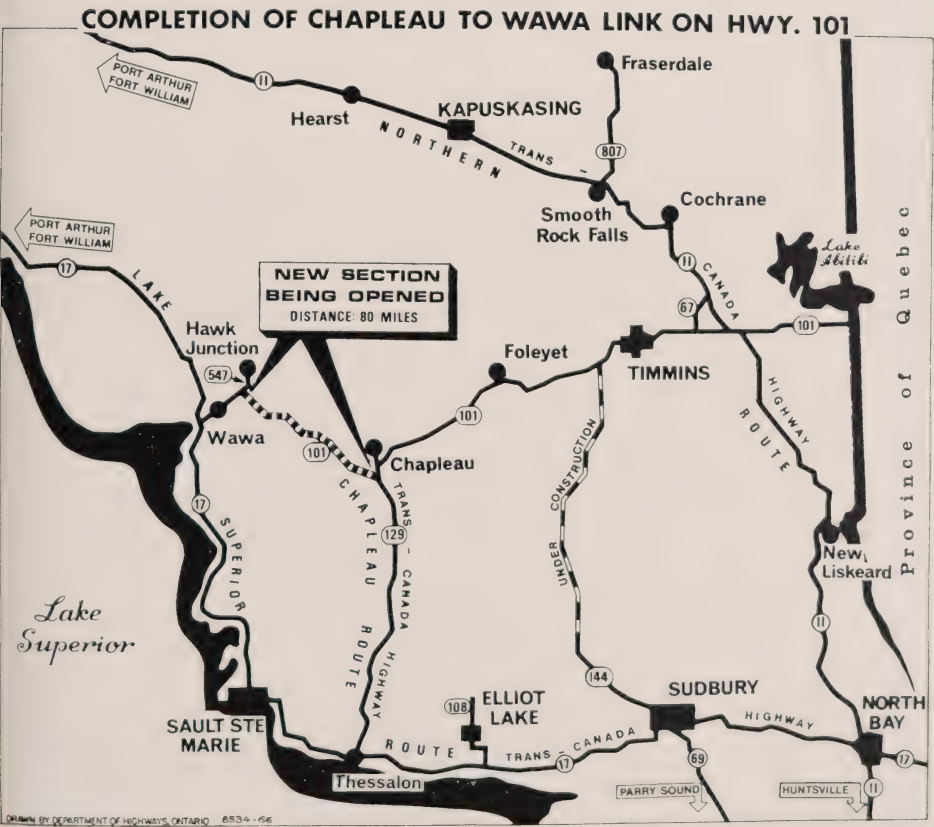 COMPLETION OF CHAPLEAU TO WAWA LINK ON HWY. 101
PORT ARTHUR
FORT WILLIAM
11
Hearst
KAPUSKASING
NORTHERN
TRANS -
Fraserdale
807
Smooth
Rock Falls
Cochrane
11
CANADA
Lake
Abitibi
Province of Quebec
PORT ARTHUR
FORT WILLIAM
17
LAKE
NEW SECTION
BEING OPENED
DISTANCE: 80 MILES
Hawk
Junction
547
Wawa
101
Chapleau
101
Foleyet
TIMMINS
67
101
HIGHWAY
ROUTE
UNDER CONSTRUCTION
17
SUPERIOR
CHAPLEAU ROUTE
TRANS - CANADA HIGHWAY
129
New
Liskeard
11
Lake
Superior
144
SAULT STE
MARIE
108
ELLIOT
LAKE
SUDBURY
HIGHWAY
NORTH
BAY
17
ROUTE
TRANS - CANADA
17
69
Thessalon
PARRY SOUND
HUNTSVILLE
11
DRAWN BY DEPARTMENT OF HIGHWAYS, ONTARIO 8534-66